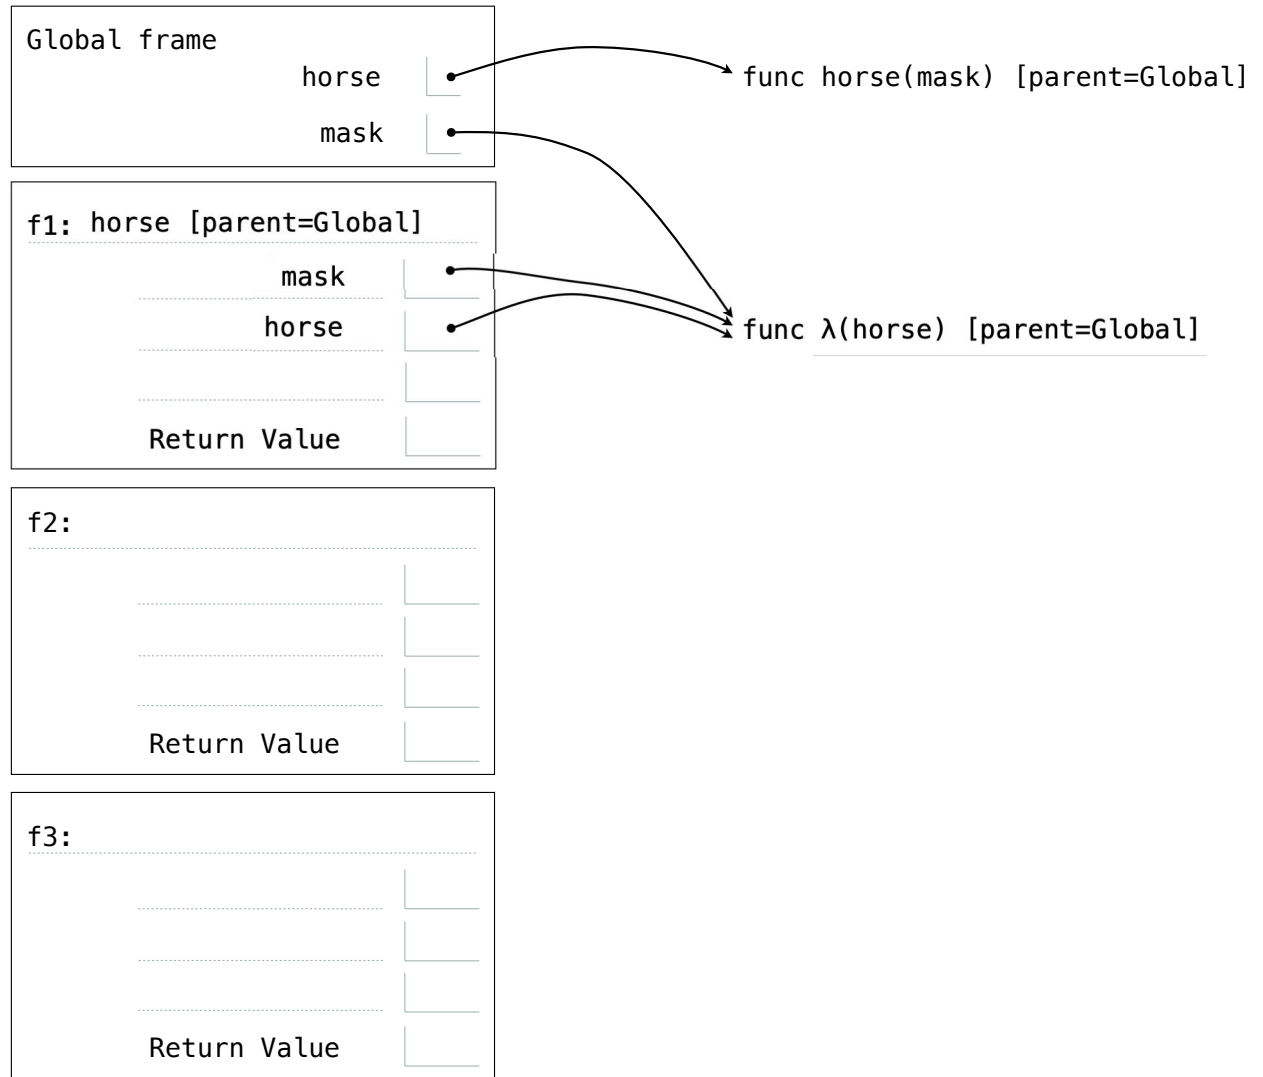 Global frame
horse
func horse(mask) [parent=Global]
mask
f1: horse [parent=Global]
mask
horse
func λ(horse) [parent=Global]
Return Value
f2:
Return Value
f3:
Return Value